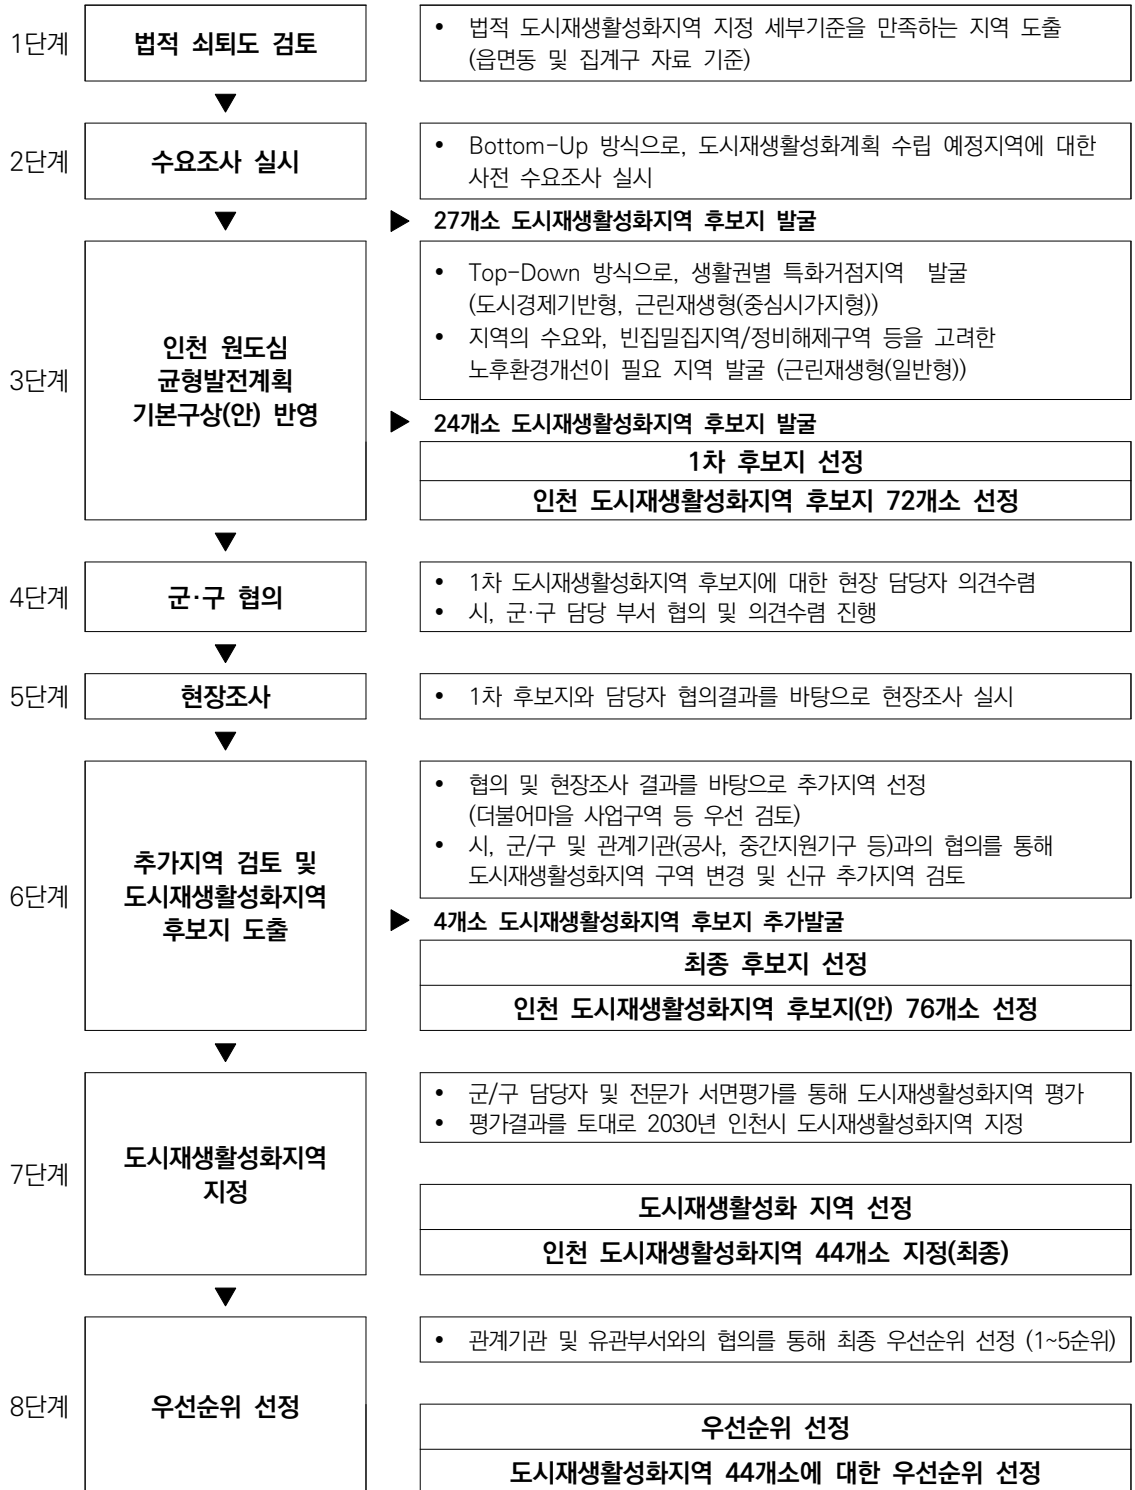 1단계
법적 쇠퇴도 검토
• 법적 도시재생활성화지역 지정 세부기준을 만족하는 지역 도출
(읍면동 및 집계구 자료 기준)
▼
2단계
수요조사 실시
• Bottom-Up 방식으로, 도시재생활성화계획 수립 예정지역에 대한
사전 수요조사 실시
▼
▶ 27개소 도시재생활성화지역 후보지 발굴
3단계
인천 원도심
균형발전계획
기본구상(안) 반영
• Top-Down 방식으로, 생활권별 특화거점지역 발굴
(도시경제기반형, 근린재생형(중심시가지형))
• 지역의 수요와, 빈집밀집지역/정비해제구역 등을 고려한
노후환경개선이 필요 지역 발굴 (근린재생형(일반형))
▶ 24개소 도시재생활성화지역 후보지 발굴
1차 후보지 선정
인천 도시재생활성화지역 후보지 72개소 선정
▼
4단계
군·구 협의
• 1차 도시재생활성화지역 후보지에 대한 현장 담당자 의견수렴
• 시, 군·구 담당 부서 협의 및 의견수렴 진행
▼
5단계
현장조사
• 1차 후보지와 담당자 협의결과를 바탕으로 현장조사 실시
▼
6단계
추가지역 검토 및
도시재생활성화지역
후보지 도출
• 협의 및 현장조사 결과를 바탕으로 추가지역 선정
(더불어마을 사업구역 등 우선 검토)
• 시, 군/구 및 관계기관(공사, 중간지원기구 등)과의 협의를 통해
도시재생활성화지역 구역 변경 및 신규 추가지역 검토
▶ 4개소 도시재생활성화지역 후보지 추가발굴
최종 후보지 선정
인천 도시재생활성화지역 후보지(안) 76개소 선정
▼
7단계
도시재생활성화지역
지정
• 군/구 담당자 및 전문가 서면평가를 통해 도시재생활성화지역 평가
• 평가결과를 토대로 2030년 인천시 도시재생활성화지역 지정
도시재생활성화 지역 선정
인천 도시재생활성화지역 44개소 지정(최종)
▼
8단계
우선순위 선정
• 관계기관 및 유관부서와의 협의를 통해 최종 우선순위 선정 (1~5순위)
우선순위 선정
도시재생활성화지역 44개소에 대한 우선순위 선정